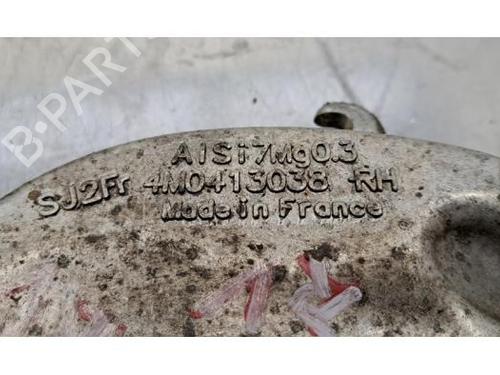 B-PARTS
AlSi7Mg0.3
SJ2Fr 4M0413038 RH
Made in France